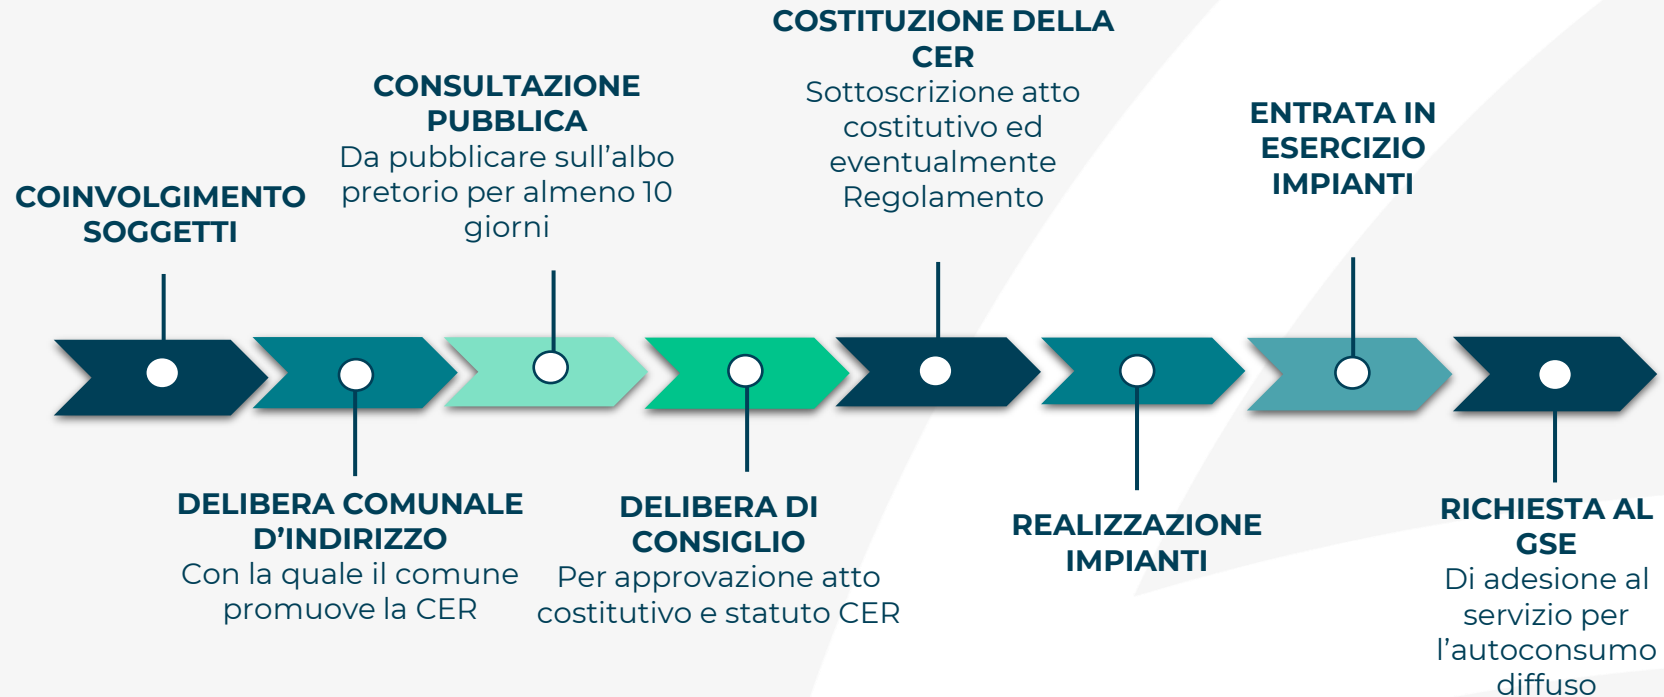 COINVOLGIMENTO
SOGGETTI
DELIBERA COMUNALE
D’INDIRIZZO
Con la quale il comune
promuove la CER
CONSULTAZIONE
PUBBLICA
Da pubblicare sull’albo
pretorio per almeno 10
giorni
DELIBERA DI
CONSIGLIO
Per approvazione atto
costitutivo e statuto CER
COSTITUZIONE DELLA
CER
Sottoscrizione atto
costitutivo ed
eventualmente
Regolamento
REALIZZAZIONE
IMPIANTI
ENTRATA IN
ESERCIZIO
IMPIANTI
RICHIESTA AL
GSE
Di adesione al
servizio per
l’autoconsumo
diffuso